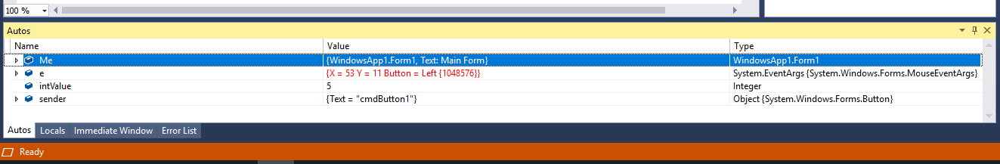 100 %
Autos
Name Value Type
Me {WindowsApp1.Form1, Text: Main Form} WindowsApp1.Form1
e {X = 53 Y = 11 Button = Left {1048576}} System.EventArgs {System.Windows.Forms.MouseEventArgs}
intValue 5 Integer
sender {Text = "cmdButton1"} Object {System.Windows.Forms.Button}
Autos Locals Immediate Window Error List
Ready